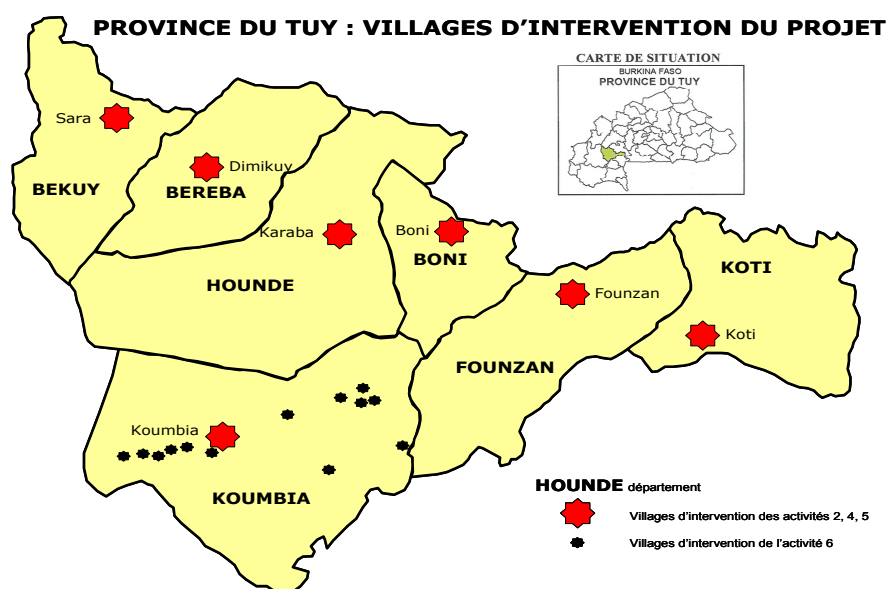 PROVINCE DU TUY : VILLAGES D’INTERVENTION DU PROJET
CARTE DE SITUATION
BURKINA FASO
PROVINCE DU TUY
Sara
BEKUY
Dimikuy
BEREBA
Karaba
HOUNDE
Boni
BONI
KOTI
Founzan
Koti
FOUNZAN
Koumbia
KOUMBIA
HOUNDE département
Villages d’intervention des activités 2, 4, 5
Villages d’intervention de l’activité 6